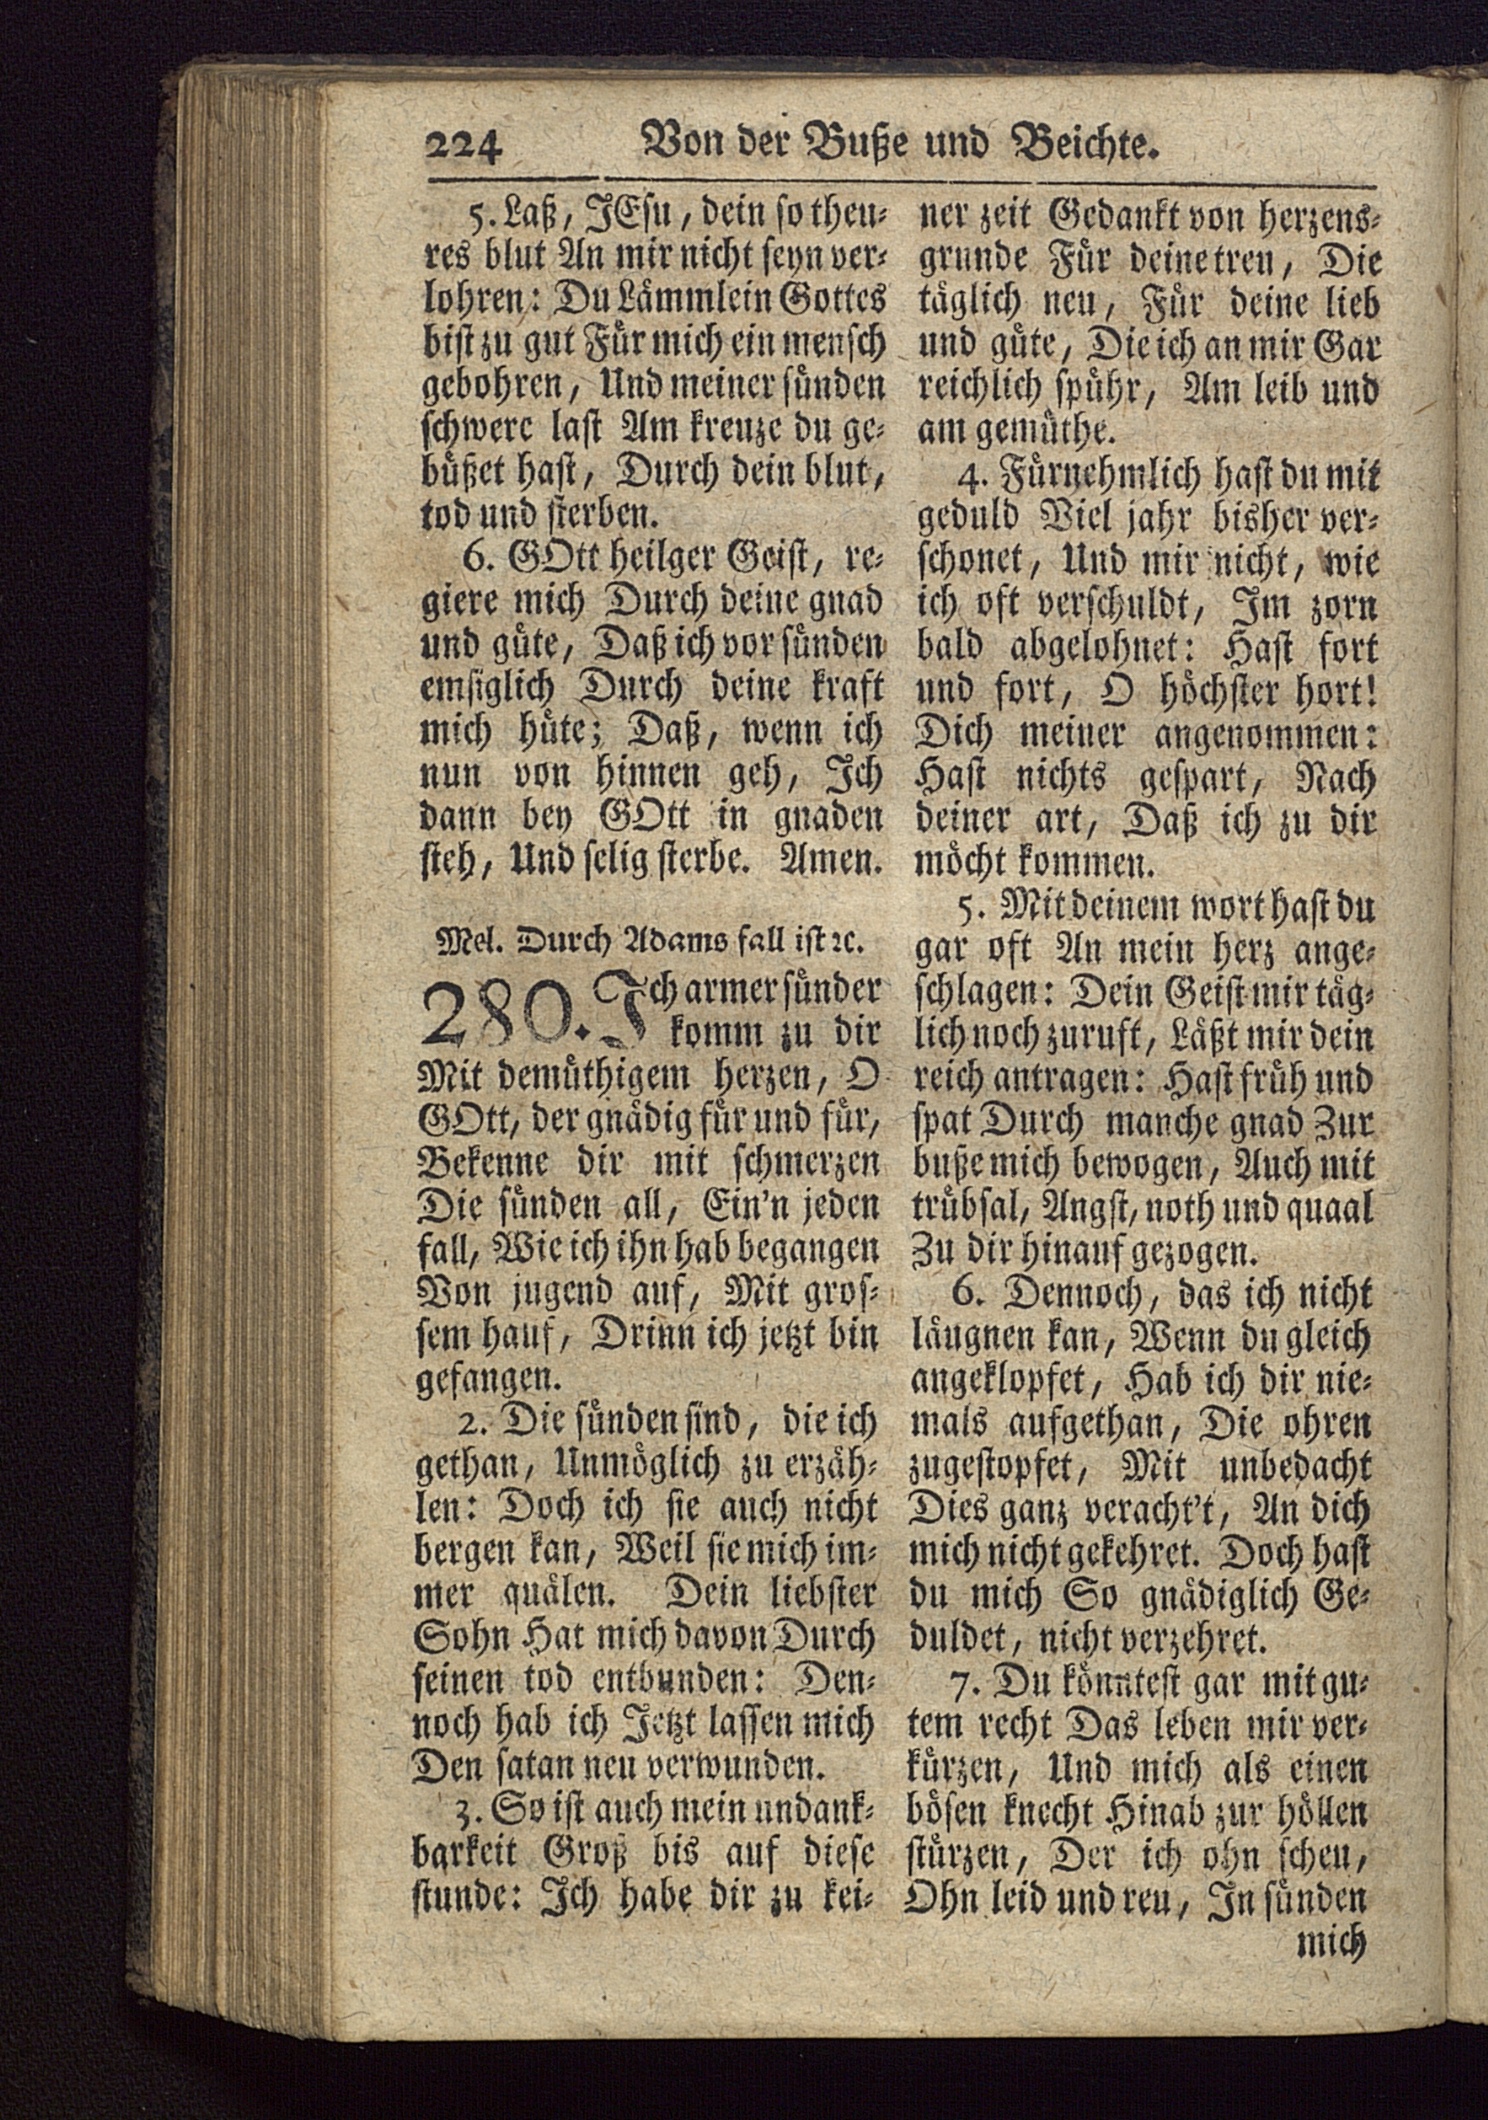 224 Von der Buße und Beichte.
5. Laß, JEsu, dein so theu-
res blut An mir nicht seyn ver-
lohren: Du Lämmlein Gottes
bist zu gut Für mich ein mensch
gebohren, Und meiner sünden
schwere last Am kreuze du ge-
büßet hast, Durch dein blut,
tod und sterben.
6. GOtt heilger Geist, re-
giere mich Durch deine gnad
und güte, Daß ich vor sünden
emsiglich Durch deine kraft
mich hüte; Daß, wenn ich
nun von hinnen geh, Ich
dann bey GOtt in gnaden
steh, Und selig sterbe. Amen.
Mel. Durch Adams fall ist ꝛc.
280. Ich armer sünder
komm zu dir
Mit demüthigem herzen, O
GOtt, der gnädig für und für,
Bekenne dir mit schmerzen
Die sünden all, Ein'n jeden
fall, Wie ich ihn hab begangen
Von jugend auf, Mit gros-
sem hauf, Drinn ich jetzt bin
gefangen.
2. Die sünden sind, die ich
gethan, Unmöglich zu erzäh-
len: Doch ich sie auch nicht
bergen kan, Weil sie mich im-
mer quälen. Dein liebster
Sohn Hat mich davon Durch
seinen tod entbunden: Den-
noch hab ich Jetzt lassen mich
Den satan neu verwunden.
3. So ist auch mein undank-
barkeit Groß bis auf diese
stunde: Ich habe dir zu kei-
ner zeit Gedankt von herzens-
grunde Für deine treu, Die
täglich neu, Für deine lieb
und güte, Die ich an mir Gar
reichlich spühr, Am leib und
am gemüthe.
4. Fürnehmlich hast du mit
geduld Viel jahr bisher ver-
schonet, Und mir nicht, wie
ich oft verschuldt, Im zorn
bald abgelohnet: Hast fort
und fort, O höchster hort!
Dich meiner angenommen:
Hast nichts gespart, Nach
deiner art, Daß ich zu dir
möcht kommen.
5. Mit deinem wort hast du
gar oft An mein herz ange-
schlagen: Dein Geist mir täg-
lich noch zuruft, Läßt mir dein
reich antragen: Hast früh und
spat Durch manche gnad Zur
buße mich bewogen, Auch mit
trübsal, Angst, noth und quaal
Zu dir hinauf gezogen.
6. Dennoch, das ich nicht
läugnen kan, Wenn du gleich
angeklopfet, Hab ich dir nie-
mals aufgethan, Die ohren
zugestopfet, Mit unbedacht
Dies ganz veracht't, An dich
mich nicht gekehret. Doch hast
du mich So gnädiglich Ge-
duldet, nicht verzehret.
7. Du könntest gar mit gu-
tem recht Das leben mir ver-
kürzen, Und mich als einen
bösen knecht Hinab zur höllen
stürzen, Der ich ohn scheu,
Ohn leid und reu, In sünden
mich